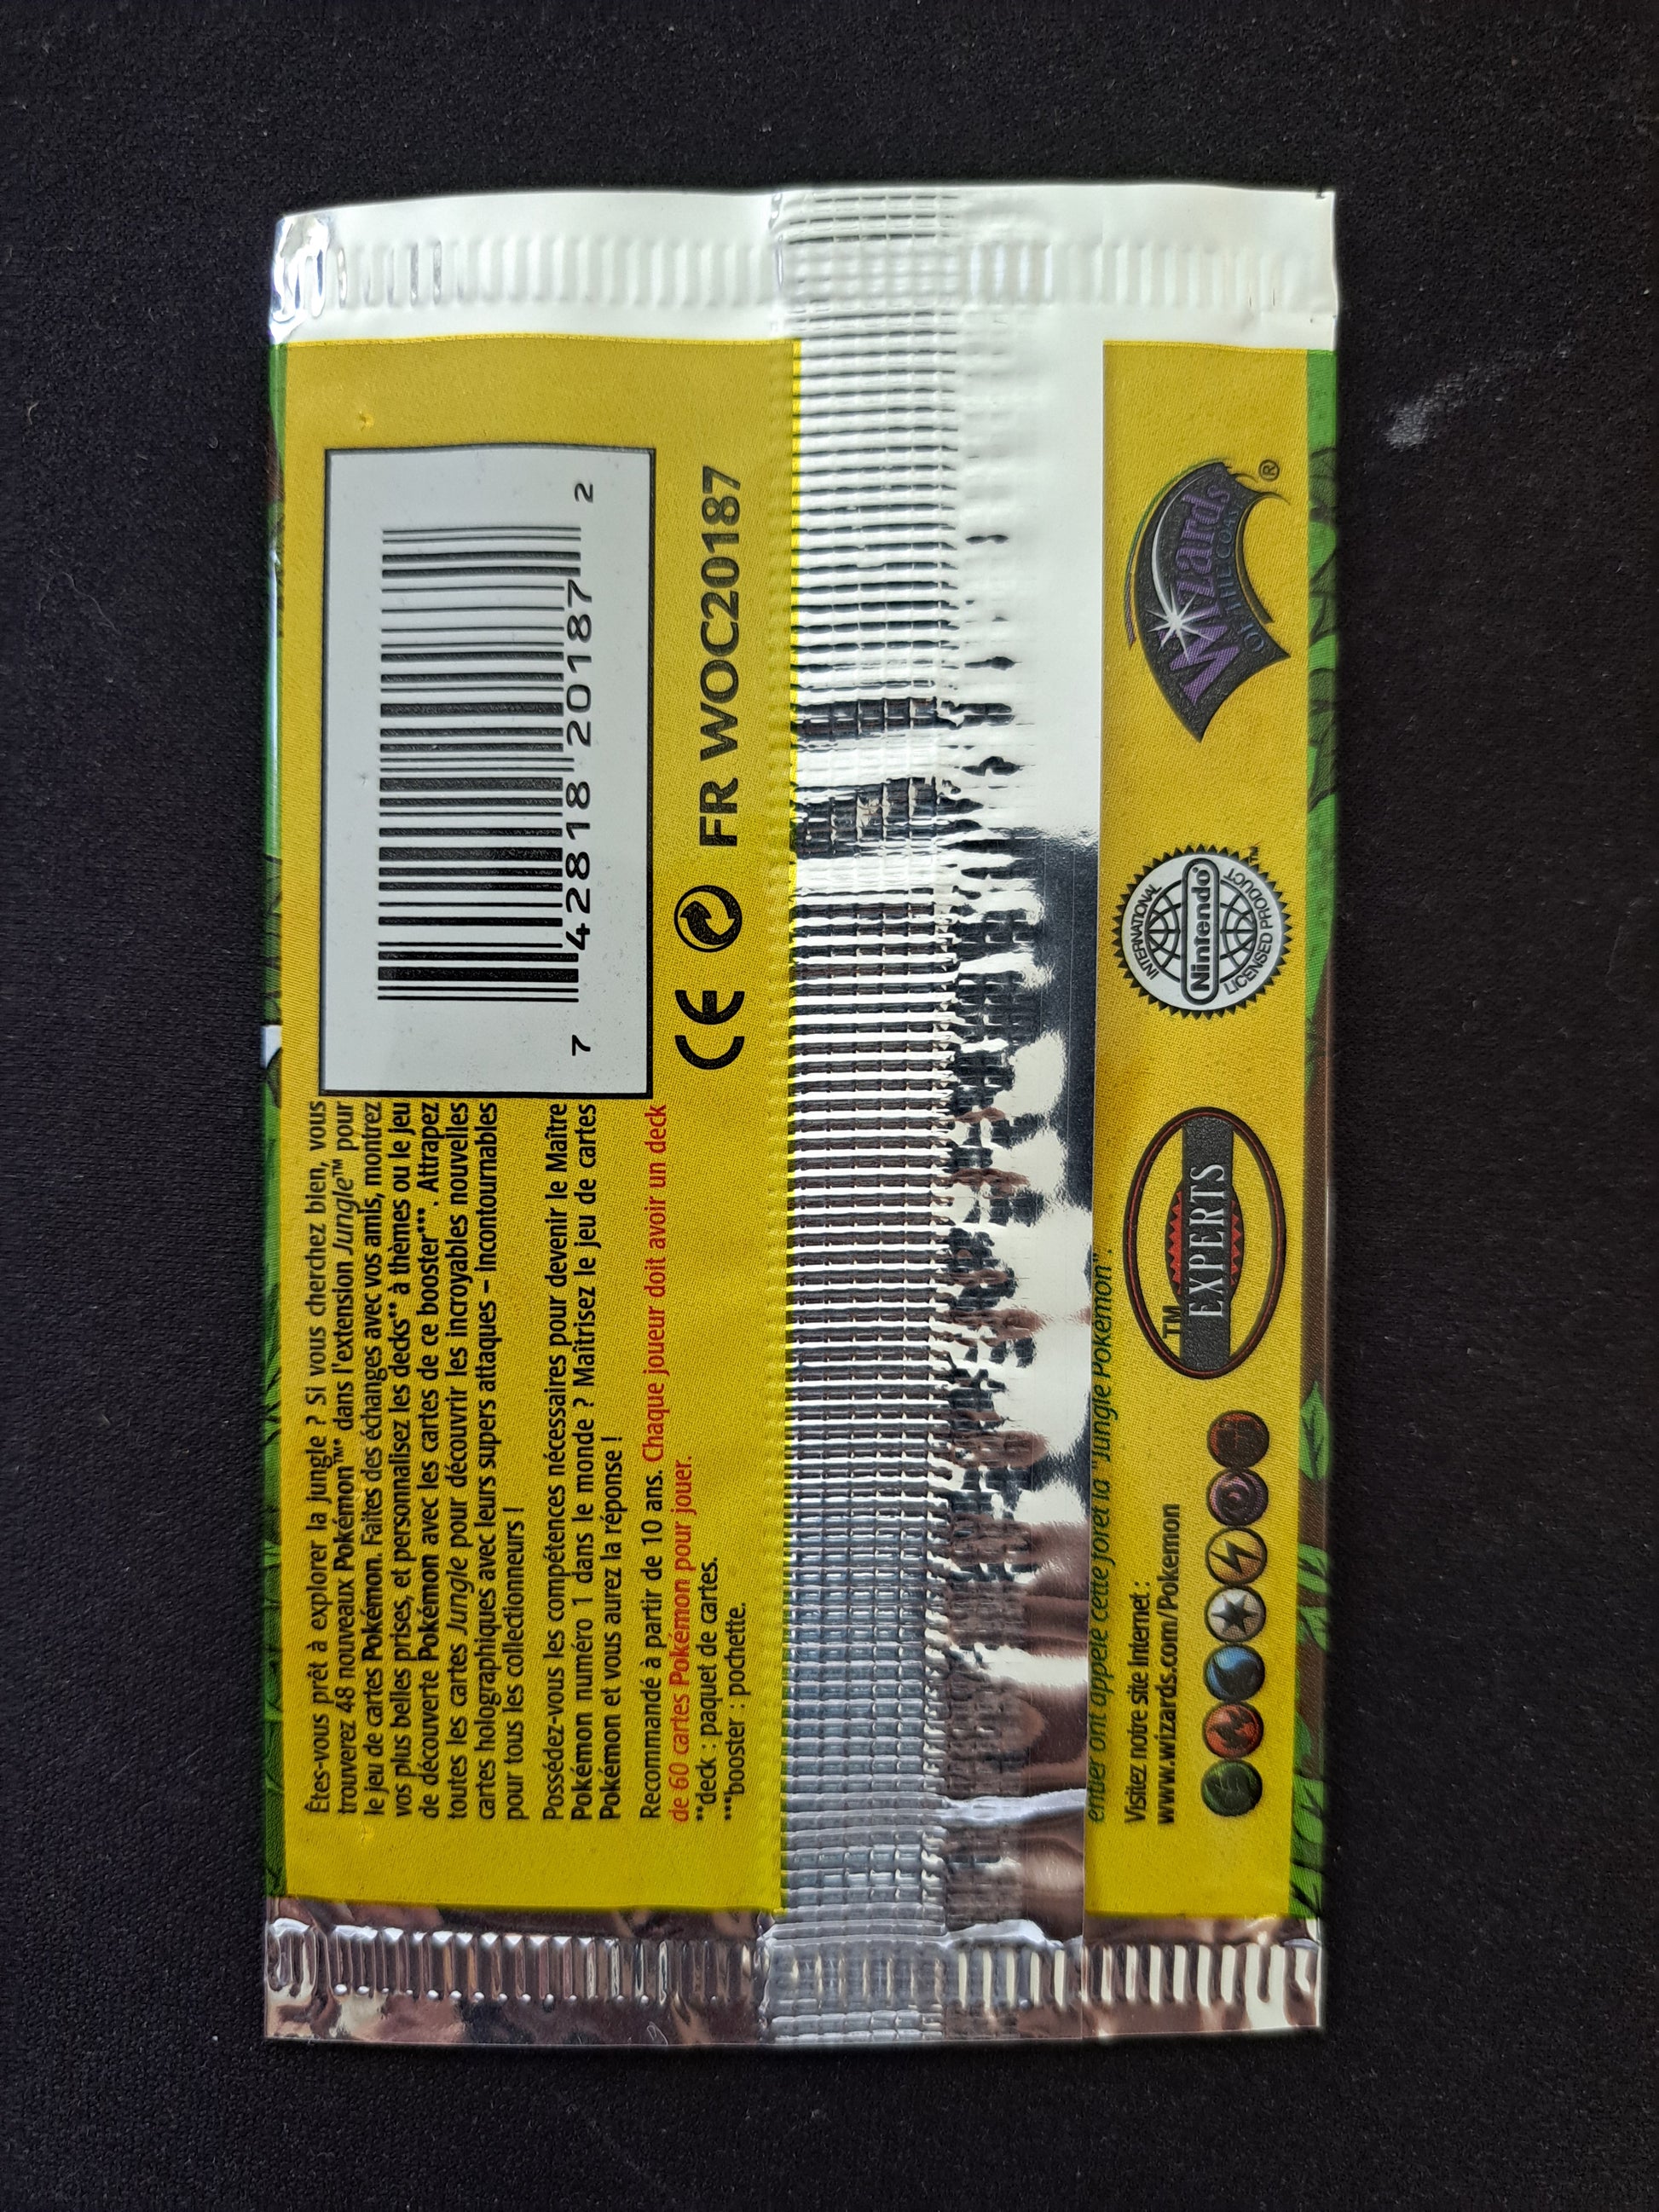 Êtes-vous prêt à explorer la jungle ? Si vous cherchez bien, vous
trouverez 48 nouveaux Pokémon™* dans l'extension Jungle™ pour
le jeu de cartes Pokémon. Faites des échanges avec vos amis, montrez
vos plus belles prises, et personnalisez les decks** à thèmes ou le jeu
de découverte Pokémon avec les cartes de ce booster***. Attrapez
toutes les cartes Jungle pour découvrir les incroyables nouvelles
cartes holographiques avec leurs supers attaques – Incontournables
pour tous les collectionneurs !
Possédez-vous les compétences nécessaires pour devenir le Maître
Pokémon numéro 1 dans le monde ? Maîtrisez le jeu de cartes
Pokémon et vous aurez la réponse !
Recommandé à partir de 10 ans. Chaque joueur doit avoir un deck
de 60 cartes Pokémon pour jouer.
**deck : paquet de cartes.
***booster : pochette.
7 42818 20187 2
CE FR WOC20187
entier ont appelé cette forêt la "Jungle Pokémon".
Visitez notre site Internet :
www.wizards.com/Pokemon
™
EXPERTS
INTERNATIONAL
Nintendo®
LICENSED PRODUCT™
Wizards ®
OF THE COAST